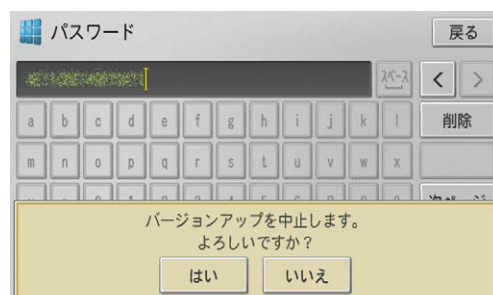 パスワード
戻る
スペース
<
>
a b c d e f g h i j k l
削除
m n o p q r s t u v w x
バージョンアップを中止します。
よろしいですか？
はい
いいえ